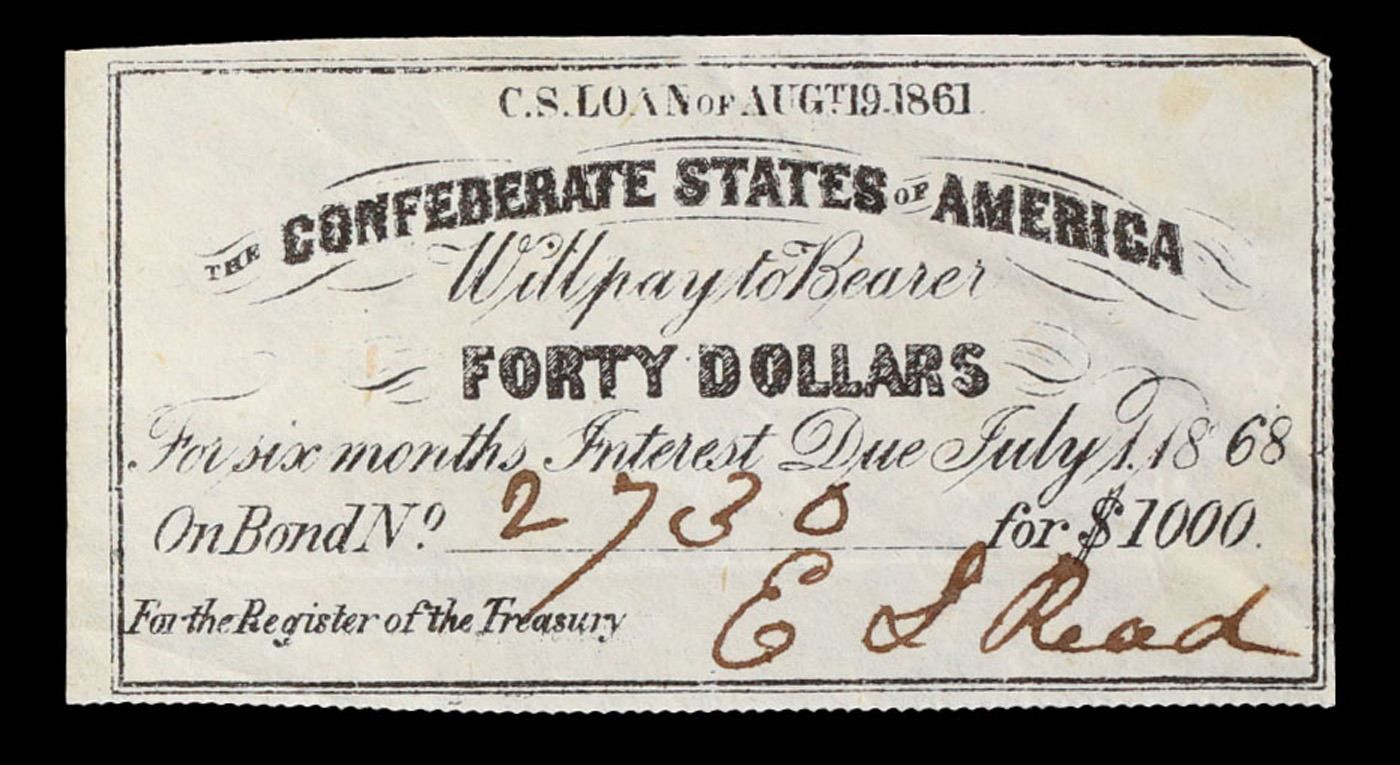 C.S. LOAN OF AUGT. 19. 1861
THE CONFEDERATE STATES OF AMERICA
Will pay to Bearer
FORTY DOLLARS
For six months Interest Due July 1. 1868
On Bond No. 2730 for $1000.
For the Register of the Treasury E S Read